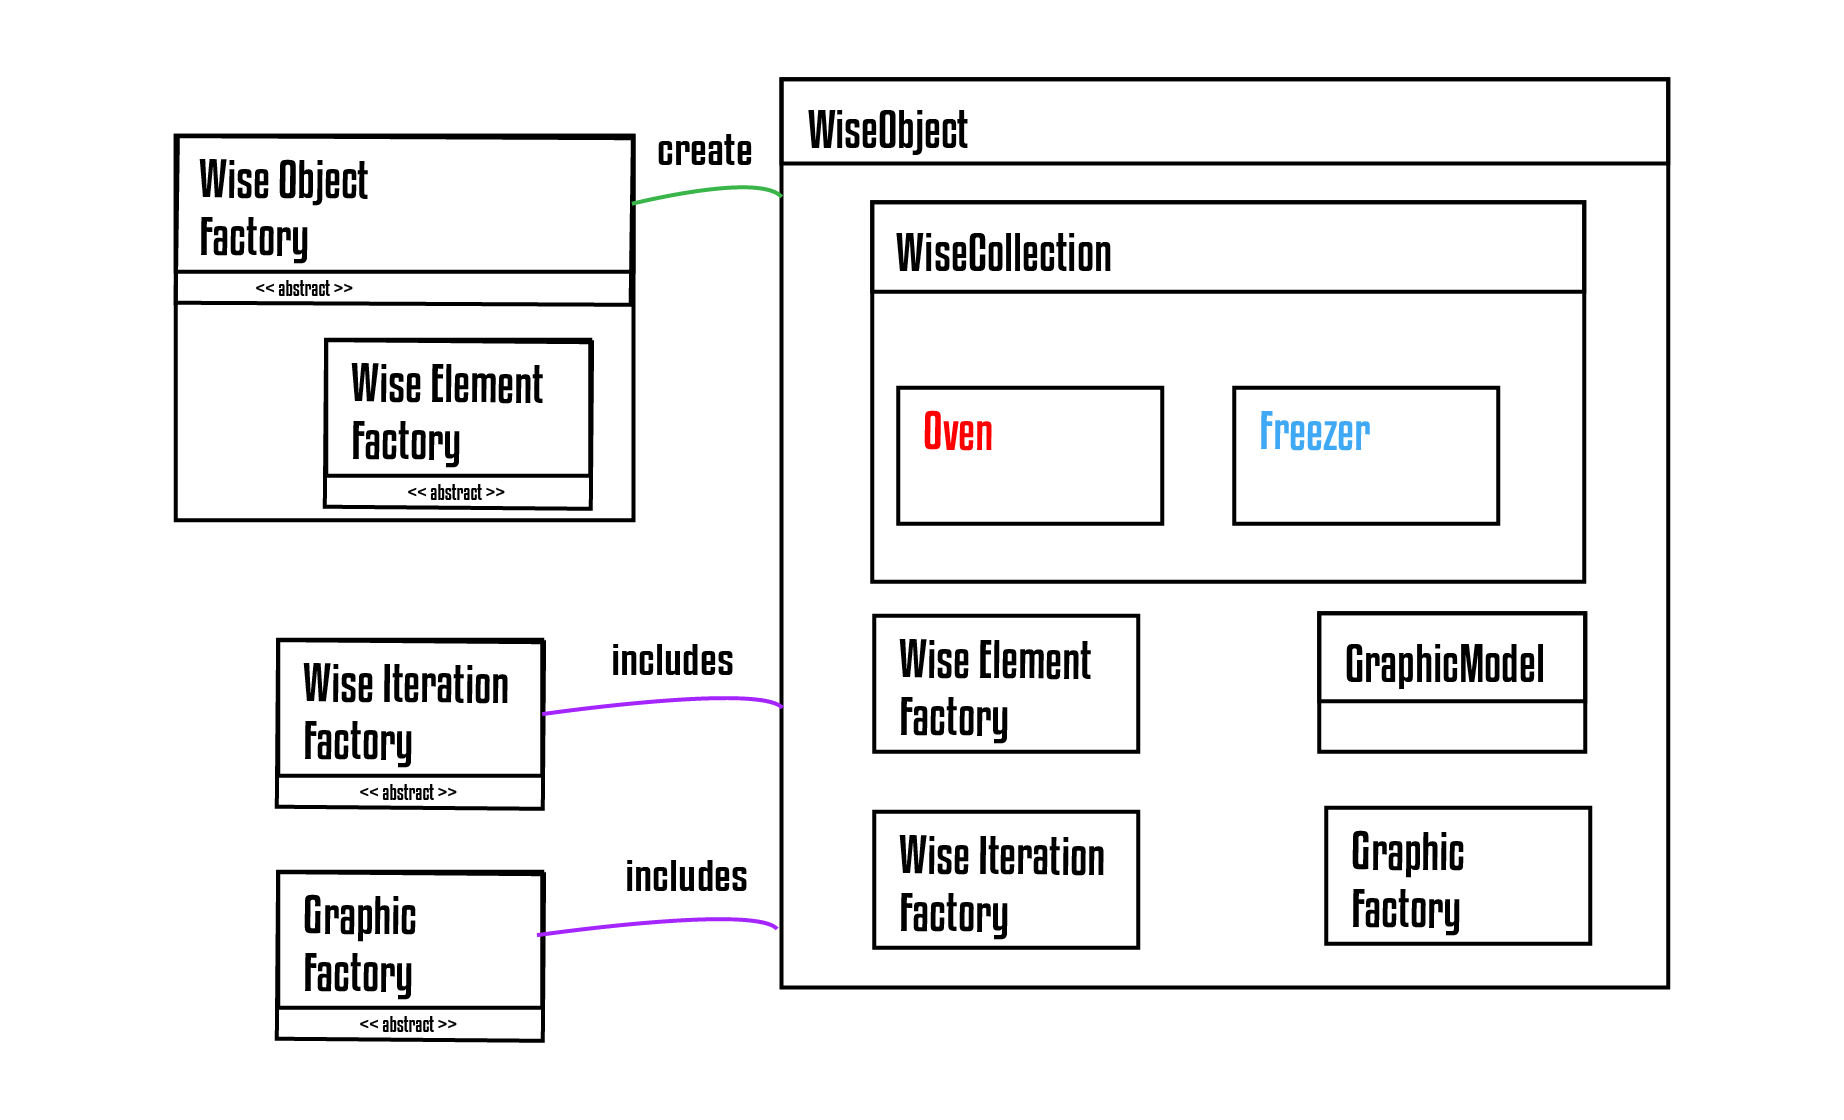 Wise Object
Factory
<< abstract >>
Wise Element
Factory
<< abstract >>
create
WiseObject
WiseCollection
Oven
Freezer
Wise Iteration
Factory
<< abstract >>
includes
Wise Element
Factory
GraphicModel
Graphic
Factory
<< abstract >>
includes
Wise Iteration
Factory
Graphic
Factory